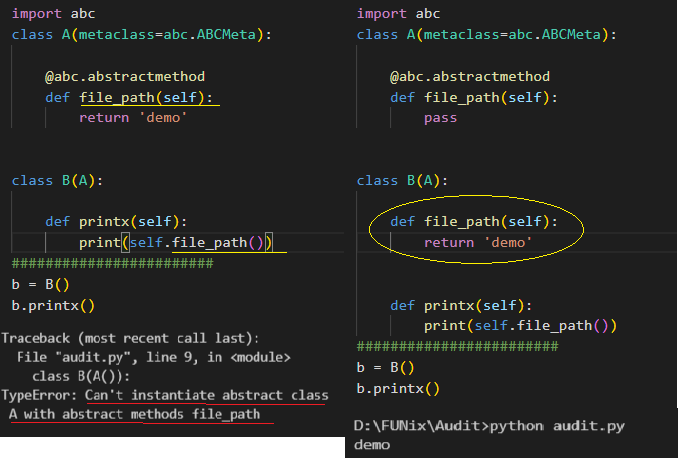 import abc
class A(metaclass=abc.ABCMeta):
@abc.abstractmethod
def file_path(self):
return 'demo'
class B(A):
def printx(self):
print(self.file_path())
########################
b = B()
b.printx()
Traceback (most recent call last):
File "audit.py", line 9, in <module>
class B(A()):
TypeError: Can't instantiate abstract class
A with abstract methods file_path
import abc
class A(metaclass=abc.ABCMeta):
@abc.abstractmethod
def file_path(self):
pass
class B(A):
def file_path(self):
return 'demo'
def printx(self):
print(self.file_path())
########################
b = B()
b.printx()
D:\FUNix\Audit>python audit.py
demo